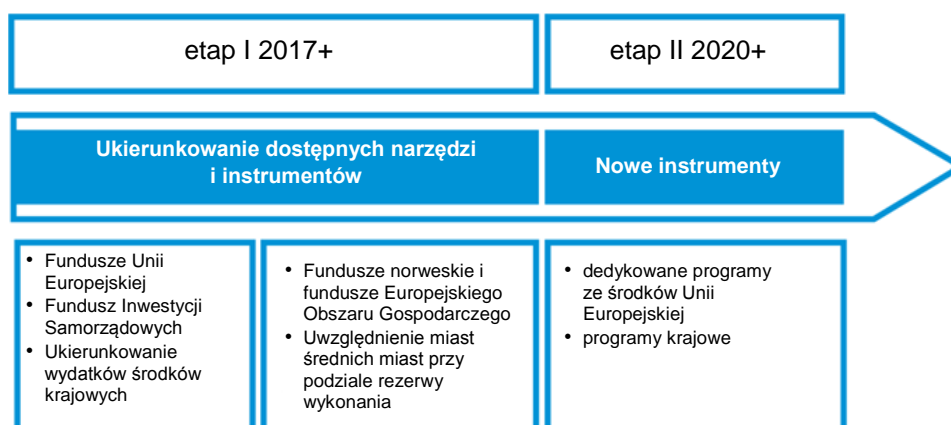 etap I 2017+
etap II 2020+
Ukierunkowanie dostępnych narzędzi
i instrumentów
Nowe instrumenty
• Fundusze Unii
Europejskiej
• Fundusz Inwestycji
Samorządowych
• Ukierunkowanie
wydatków środków
krajowych
• Fundusze norweskie i
fundusze Europejskiego
Obszaru Gospodarczego
• Uwzględnienie miast
średnich miast przy
podziale rezerwy
wykonania
• dedykowane programy
ze środków Unii
Europejskiej
• programy krajowe